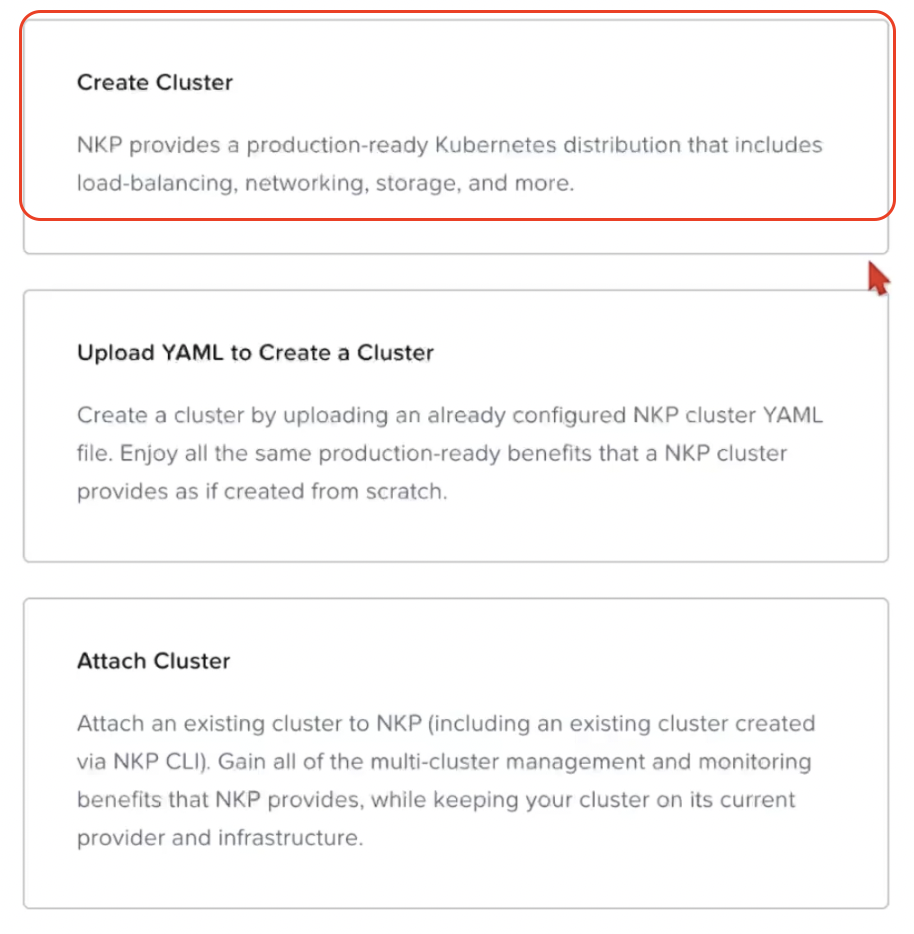 Create Cluster
NKP provides a production-ready Kubernetes distribution that includes
load-balancing, networking, storage, and more.
Upload YAML to Create a Cluster
Create a cluster by uploading an already configured NKP cluster YAML
file. Enjoy all the same production-ready benefits that a NKP cluster
provides as if created from scratch.
Attach Cluster
Attach an existing cluster to NKP (including an existing cluster created
via NKP CLI). Gain all of the multi-cluster management and monitoring
benefits that NKP provides, while keeping your cluster on its current
provider and infrastructure.